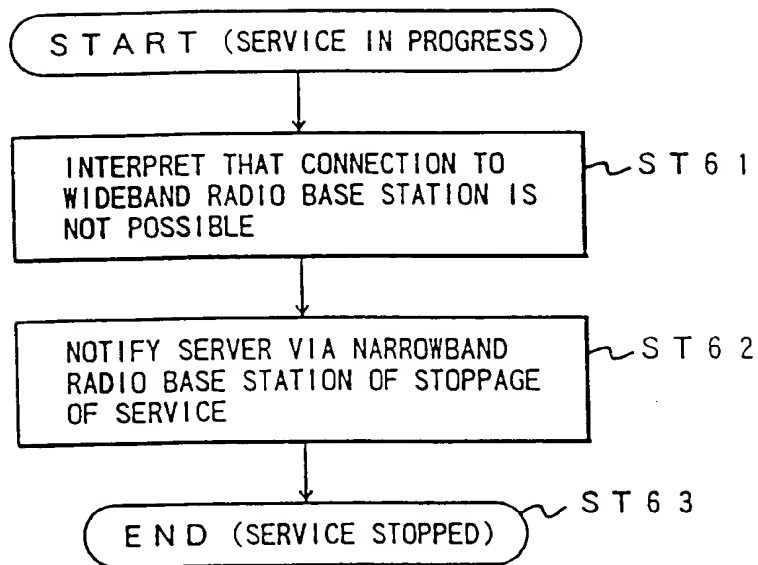 START (SERVICE IN PROGRESS)
INTERPRET THAT CONNECTION TO
WIDEBAND RADIO BASE STATION IS
NOT POSSIBLE
ST61
NOTIFY SERVER VIA NARROWBAND
RADIO BASE STATION OF STOPPAGE
OF SERVICE
ST62
END (SERVICE STOPPED)
ST63